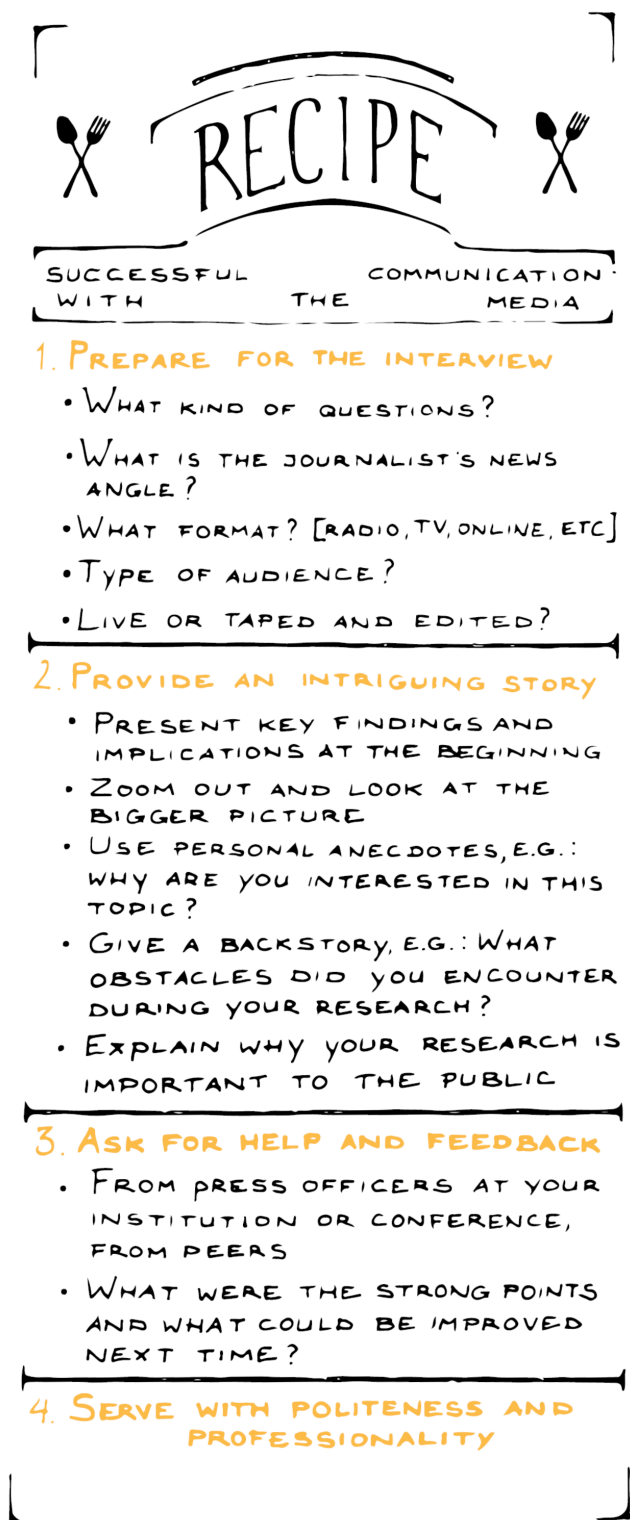 RECIPE
SUCCESSFUL COMMUNICATION
WITH THE MEDIA
1. PREPARE FOR THE INTERVIEW
• WHAT KIND OF QUESTIONS?
• WHAT IS THE JOURNALIST'S NEWS
ANGLE?
• WHAT FORMAT? [RADIO, TV, ONLINE, ETC]
• TYPE OF AUDIENCE?
• LIVE OR TAPED AND EDITED?
2. PROVIDE AN INTRIGUING STORY
• PRESENT KEY FINDINGS AND
IMPLICATIONS AT THE BEGINNING
• ZOOM OUT AND LOOK AT THE
BIGGER PICTURE
• USE PERSONAL ANECDOTES, E.G.:
WHY ARE YOU INTERESTED IN THIS
TOPIC?
• GIVE A BACKSTORY, E.G.: WHAT
OBSTACLES DID YOU ENCOUNTER
DURING YOUR RESEARCH?
• EXPLAIN WHY YOUR RESEARCH IS
IMPORTANT TO THE PUBLIC
3. ASK FOR HELP AND FEEDBACK
• FROM PRESS OFFICERS AT YOUR
INSTITUTION OR CONFERENCE,
FROM PEERS
• WHAT WERE THE STRONG POINTS
AND WHAT COULD BE IMPROVED
NEXT TIME?
4. SERVE WITH POLITENESS AND
PROFESSIONALITY